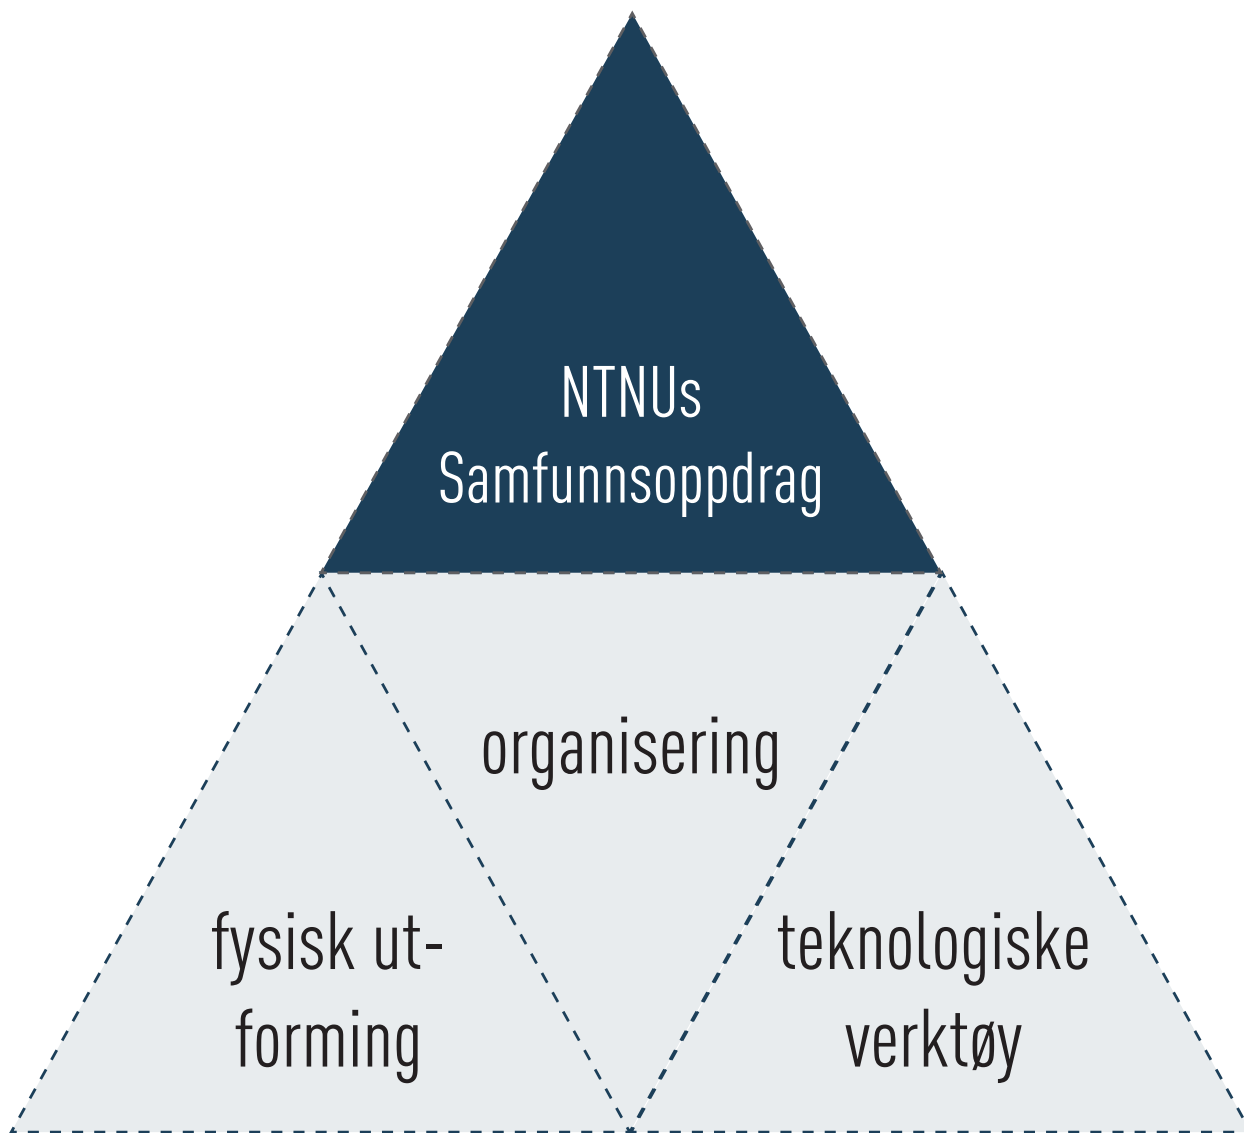 NTNUs
Samfunnsoppdrag
organisering
fysisk ut-
forming
teknologiske
verktøy